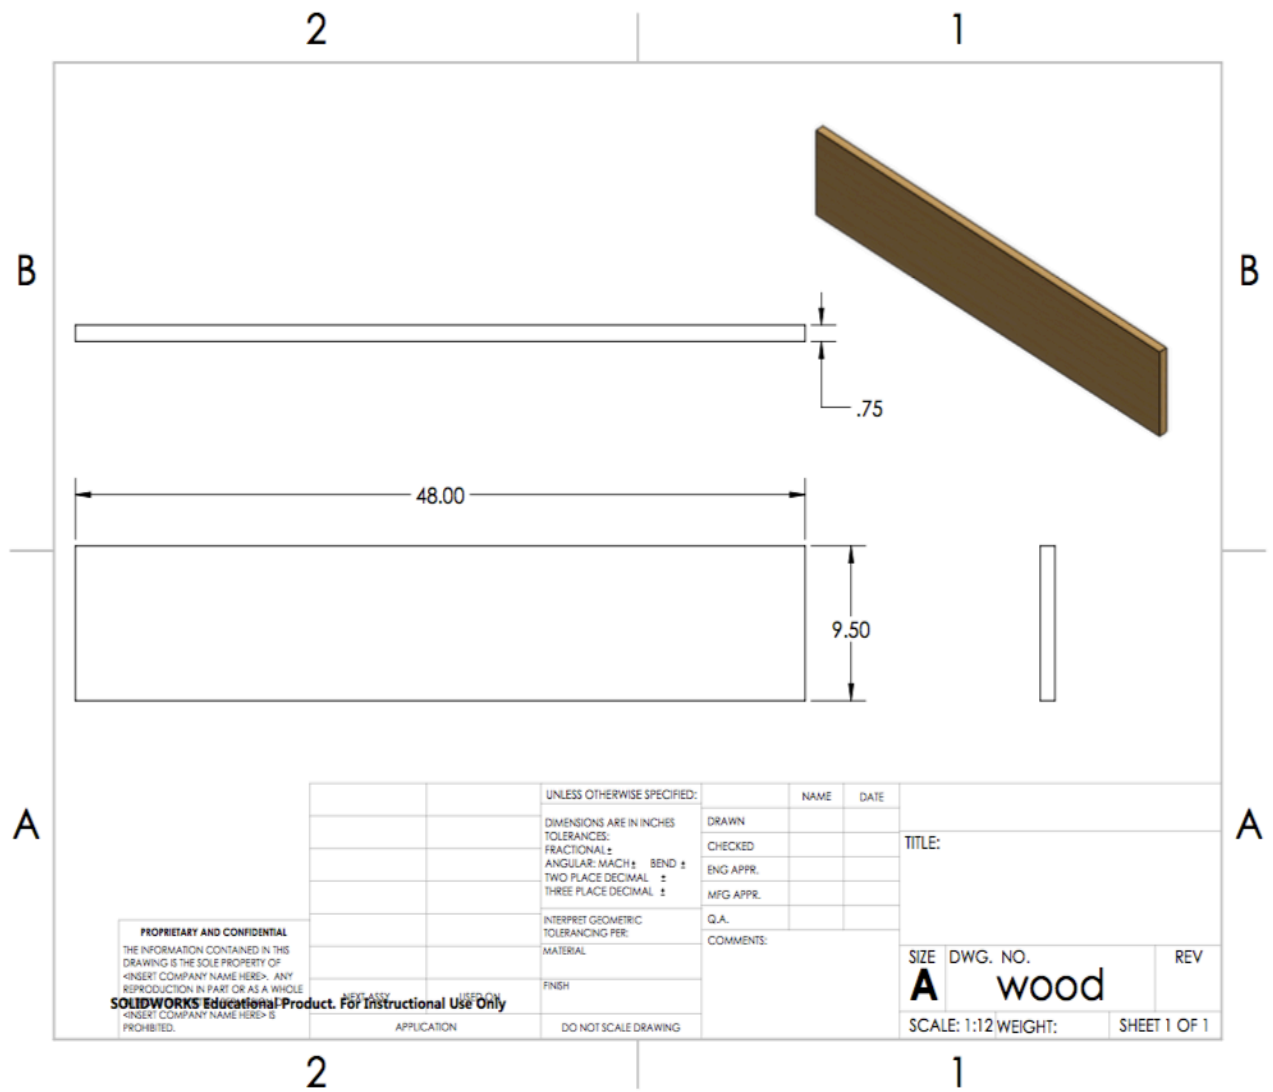 2 1
B B
.75
48.00
9.50
A A
UNLESS OTHERWISE SPECIFIED:
DIMENSIONS ARE IN INCHES
TOLERANCES:
FRACTIONAL ±
ANGULAR: MACH ± BEND ±
TWO PLACE DECIMAL ±
THREE PLACE DECIMAL ±
INTERPRET GEOMETRIC
TOLERANCING PER:
MATERIAL
FINISH
DO NOT SCALE DRAWING
NAME DATE
DRAWN
CHECKED
ENG APPR.
MFG APPR.
Q.A.
COMMENTS:
TITLE:
SIZE DWG. NO. REV
A wood
SCALE: 1:12 WEIGHT: SHEET 1 OF 1
PROPRIETARY AND CONFIDENTIAL
THE INFORMATION CONTAINED IN THIS
DRAWING IS THE SOLE PROPERTY OF
<INSERT COMPANY NAME HERE>. ANY
REPRODUCTION IN PART OR AS A WHOLE
SOLIDWORKS Educational Product. For Instructional Use Only
<INSERT COMPANY NAME HERE> IS
PROHIBITED.
NEXT ASSY USED ON
APPLICATION
2 1